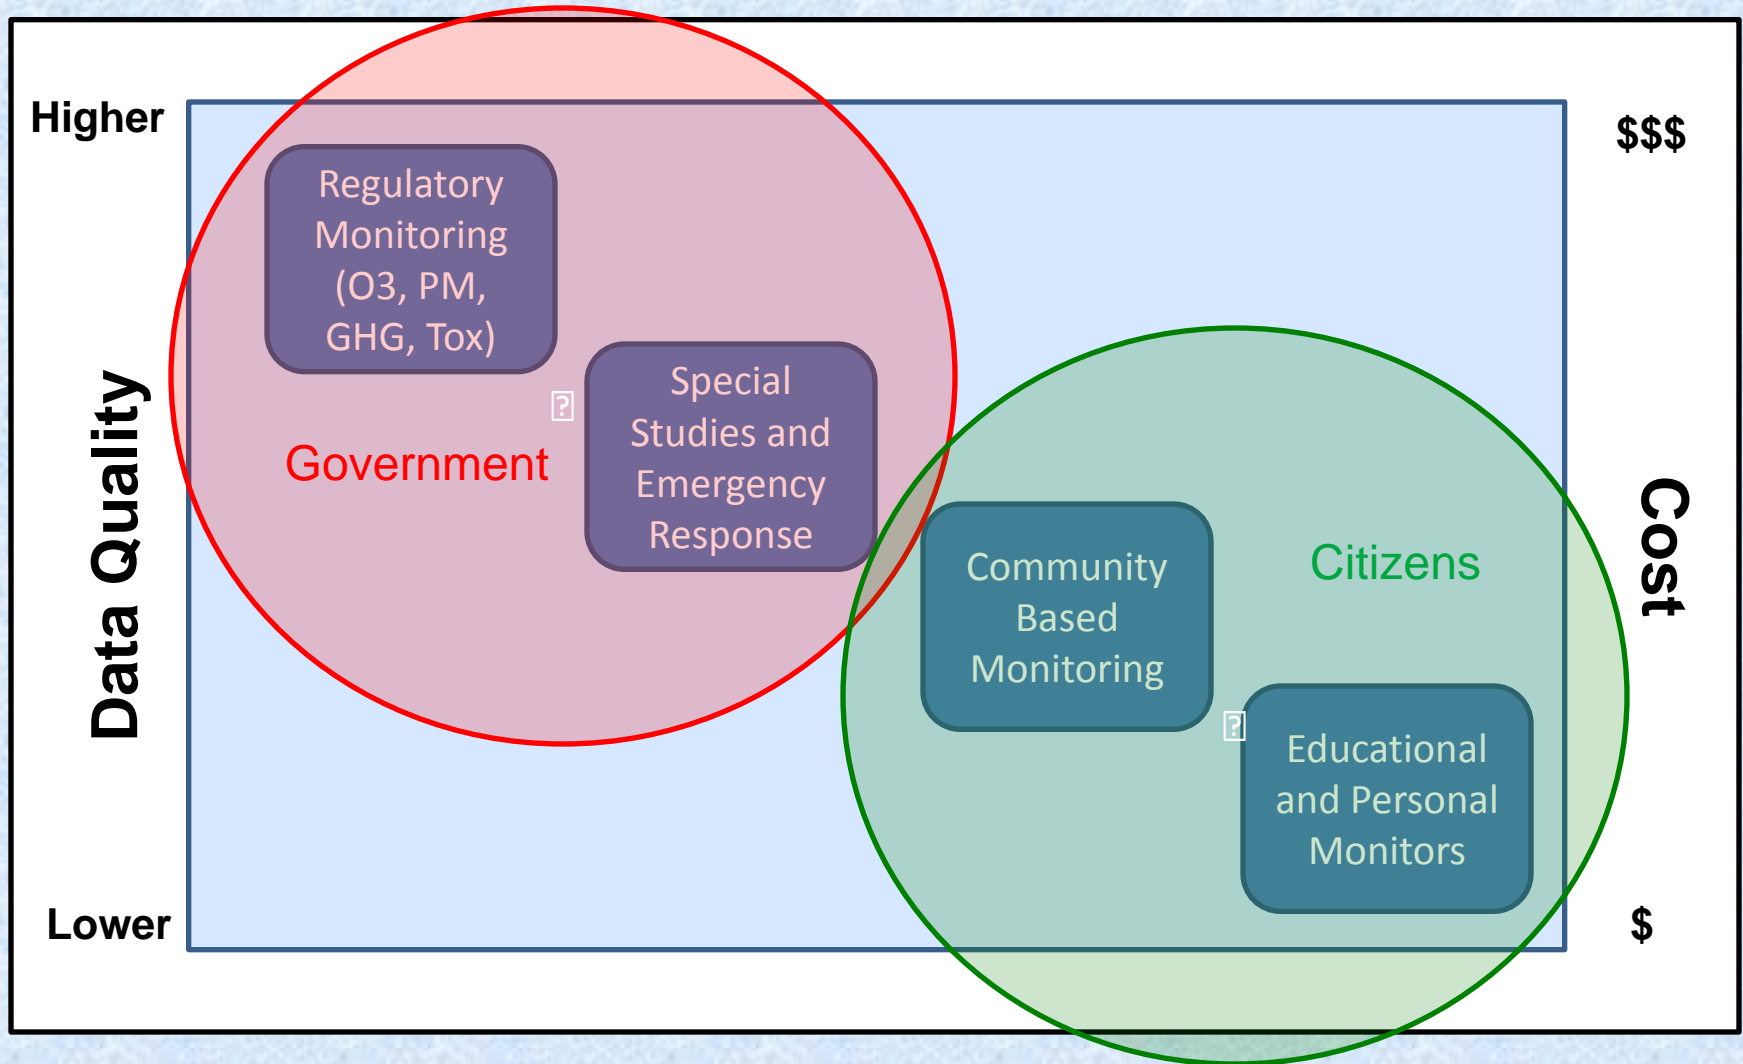 Higher
$$$
Regulatory
Monitoring
(O3, PM,
GHG, Tox)
Special
Studies and
Emergency
Response
Government
Data Quality
Cost
Community
Based
Monitoring
Citizens
Educational
and Personal
Monitors
Lower
$